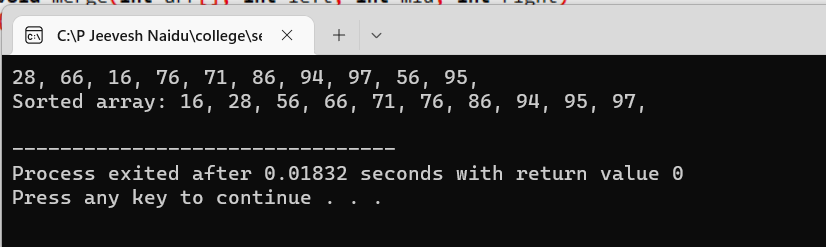 void merge(int arr[], int left, int mid, int right)
C:\P Jeevesh Naidu\college\se
28, 66, 16, 76, 71, 86, 94, 97, 56, 95,
Sorted array: 16, 28, 56, 66, 71, 76, 86, 94, 95, 97,
--------------------------------
Process exited after 0.01832 seconds with return value 0
Press any key to continue . . .